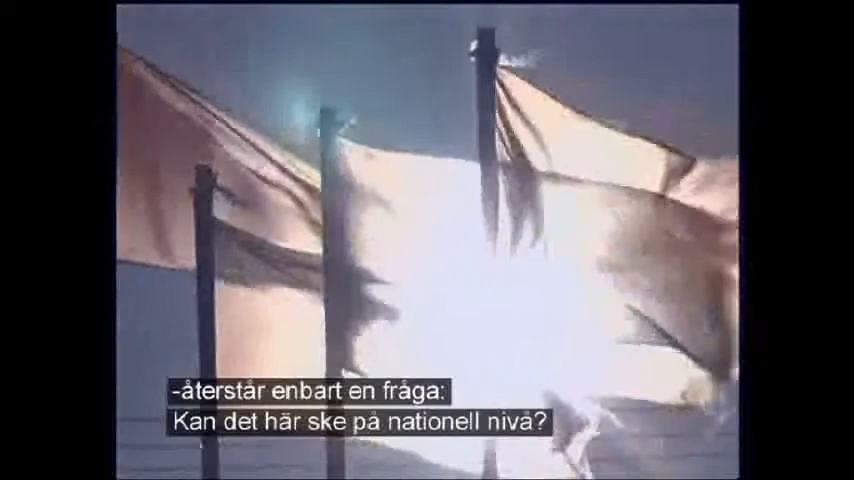 -återstår enbart en fråga:
Kan det här ske på nationell nivå?